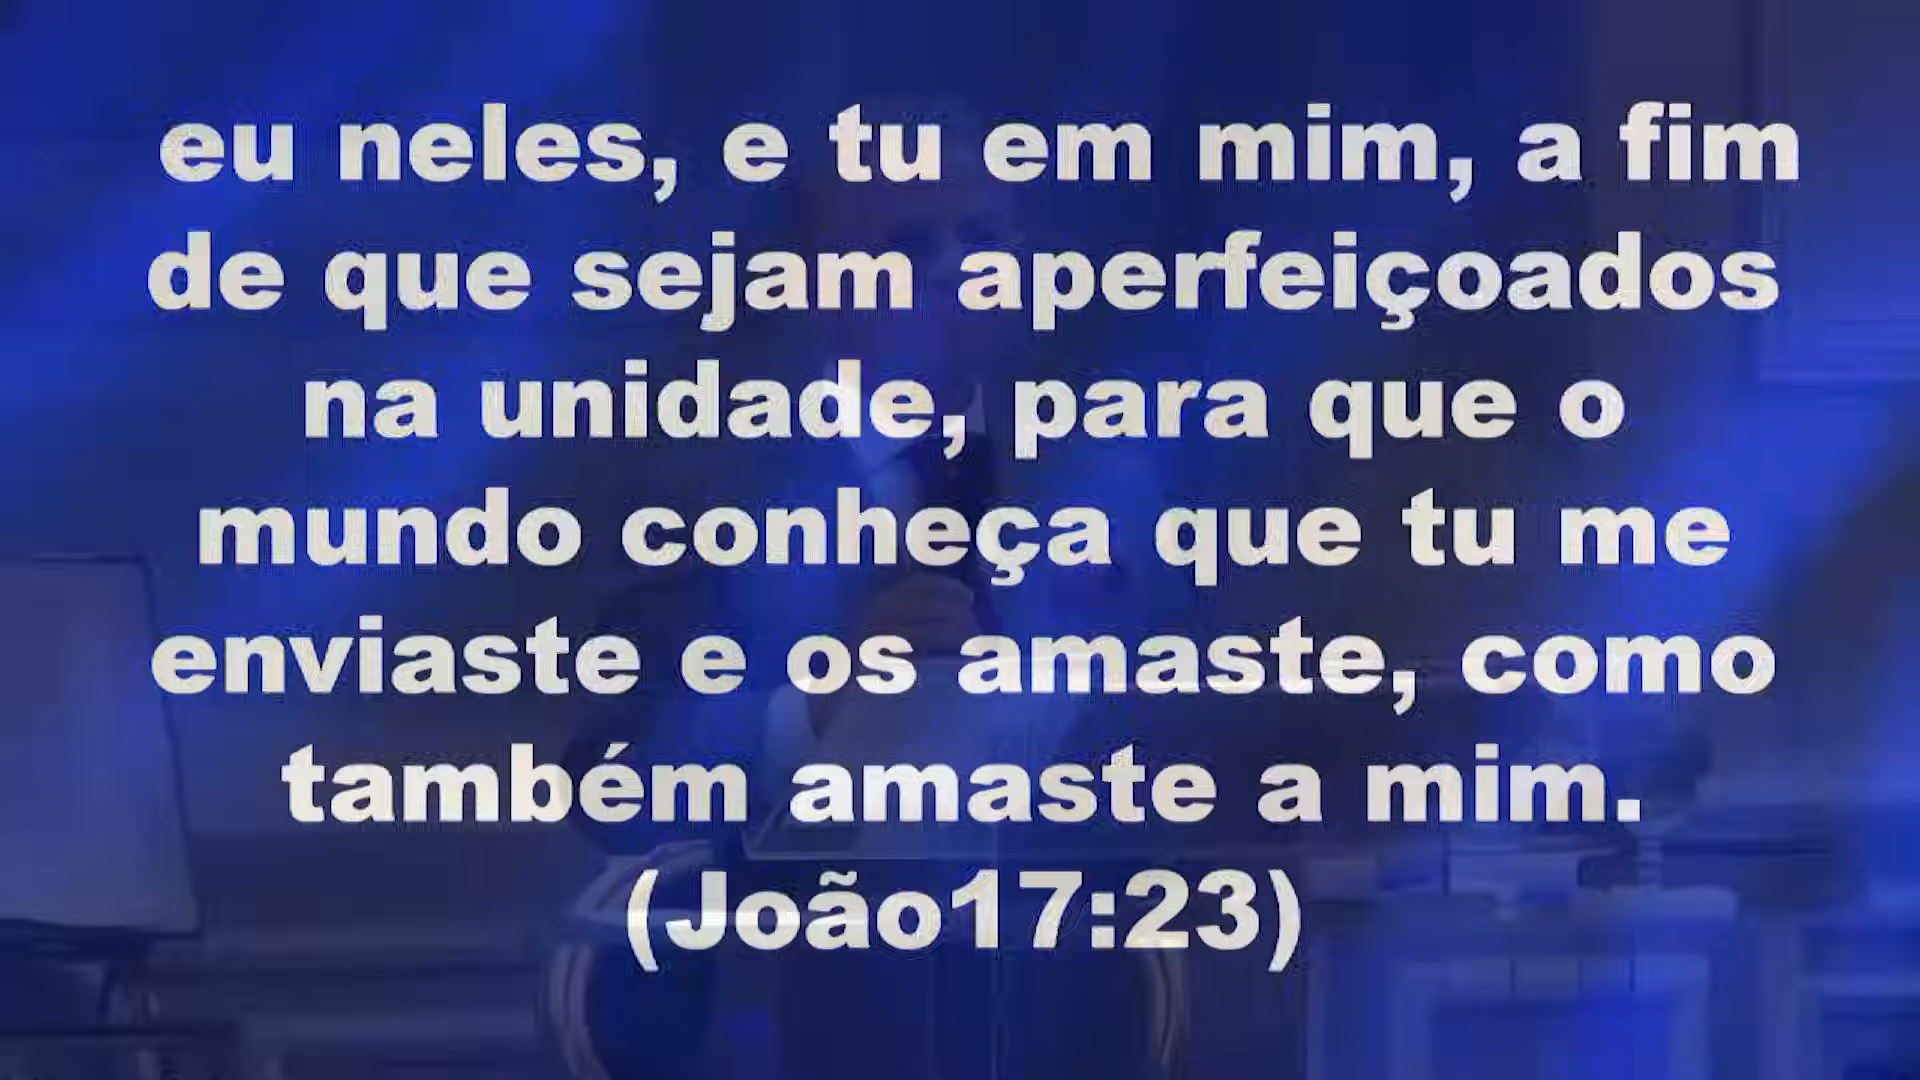 eu neles, e tu em mim, a fim
de que sejam aperfeiçoados
na unidade, para que o
mundo conheça que tu me
enviaste e os amaste, como
também amaste a mim.
(João17:23)